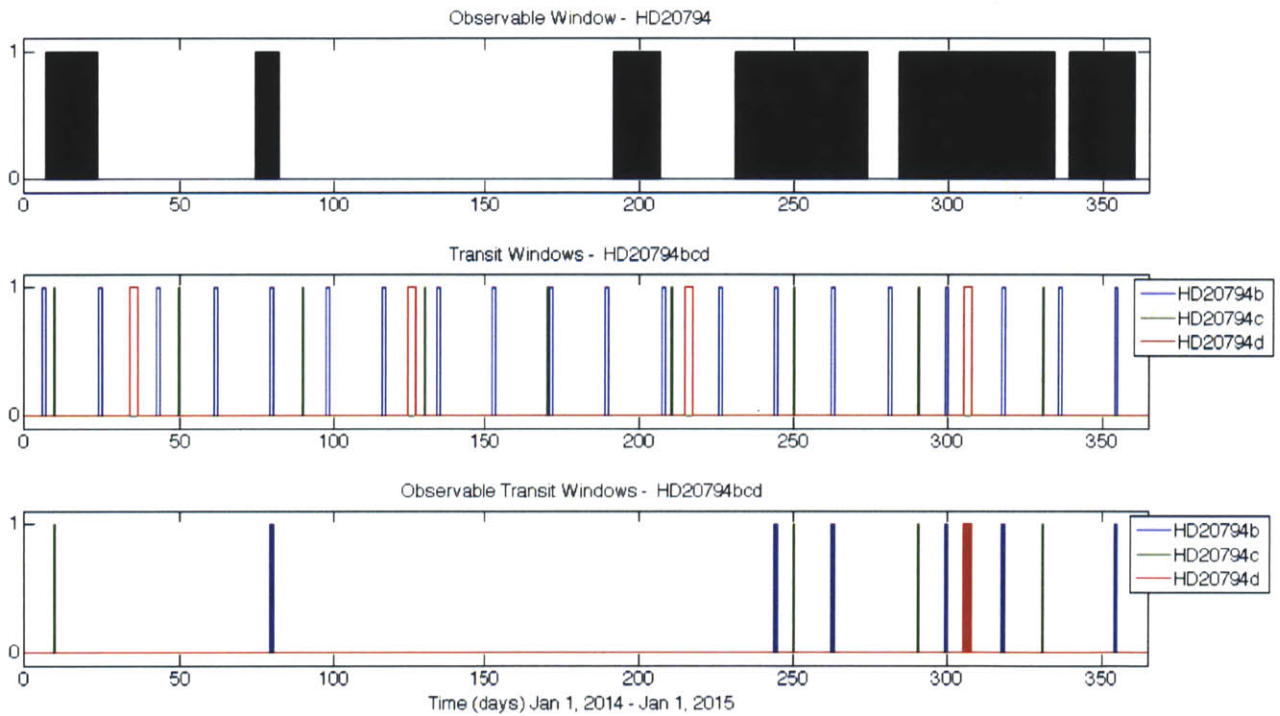 Observable Window - HD20794
1
0
0 50 100 150 200 250 300 350
Transit Windows - HD20794bcd
1
0
0 50 100 150 200 250 300 350
HD20794b
HD20794c
HD20794d
Observable Transit Windows - HD20794bcd
1
0
0 50 100 150 200 250 300 350
HD20794b
HD20794c
HD20794d
Time (days) Jan 1, 2014 - Jan 1, 2015